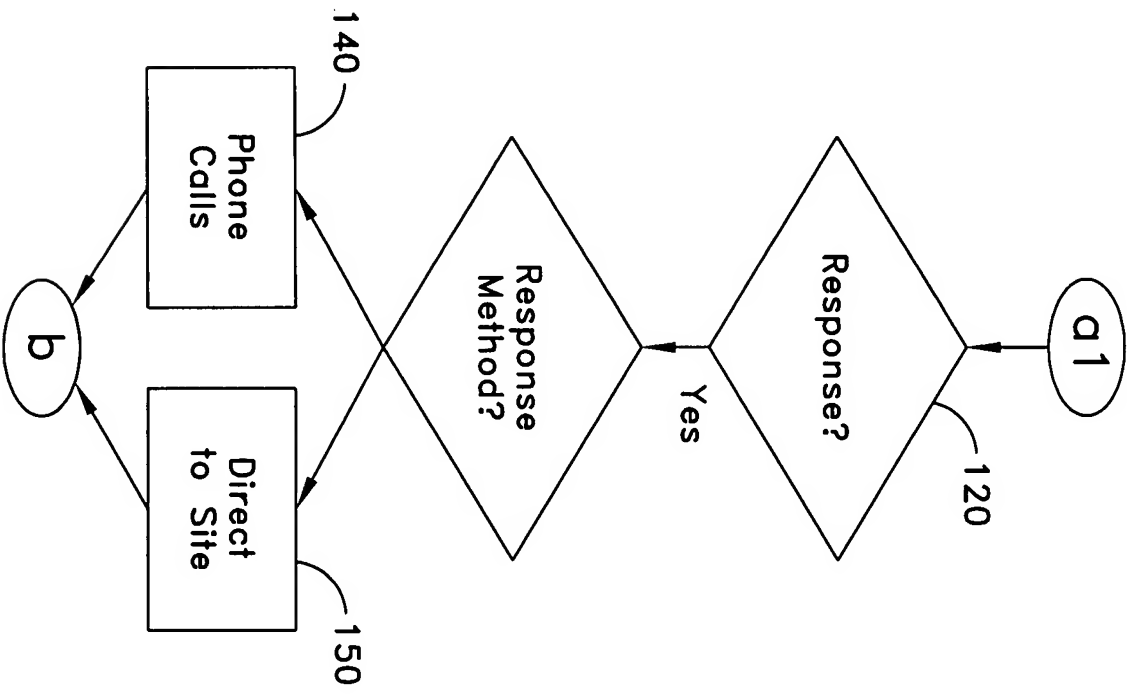 a1
Response?
120
Yes
Response
Method?
140
Phone
Calls
Direct
to Site
150
b